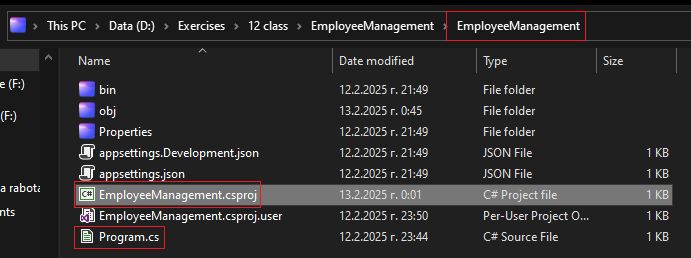 This PC > Data (D:) > Exercises > 12 class > EmployeeManagement > EmployeeManagement
Name Date modified Type Size
e (F:)
bin 12.2.2025 г. 21:49 File folder
obj 13.2.2025 г. 0:45 File folder
(F:)
Properties 12.2.2025 г. 21:49 File folder
appsettings.Development.json 12.2.2025 г. 21:49 JSON File 1 KB
appsettings.json 12.2.2025 г. 21:49 JSON File 1 KB
a rabota
C# EmployeeManagement.csproj 13.2.2025 г. 0:01 C# Project file 1 KB
nts
EmployeeManagement.csproj.user 12.2.2025 г. 23:50 Per-User Project O... 1 KB
Program.cs 12.2.2025 г. 23:44 C# Source File 1 KB